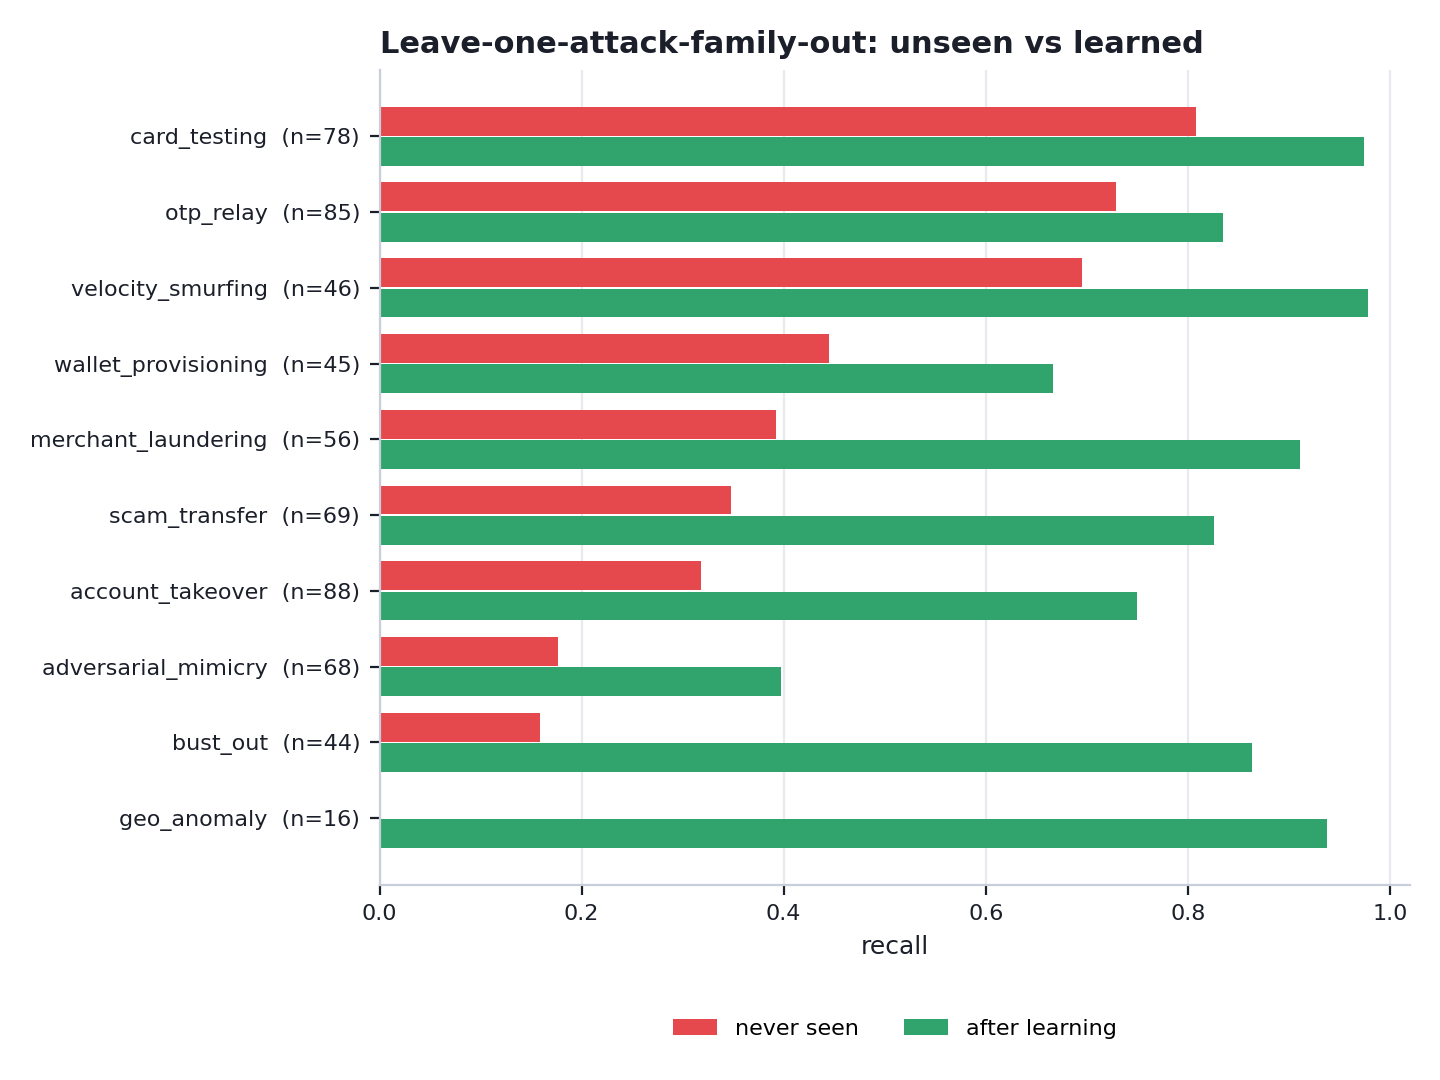 Leave-one-attack-family-out: unseen vs learned
card_testing (n=78)
otp_relay (n=85)
velocity_smurfing (n=46)
wallet_provisioning (n=45)
merchant_laundering (n=56)
scam_transfer (n=69)
account_takeover (n=88)
adversarial_mimicry (n=68)
bust_out (n=44)
geo_anomaly (n=16)
0.0 0.2 0.4 0.6 0.8 1.0
recall
never seen after learning